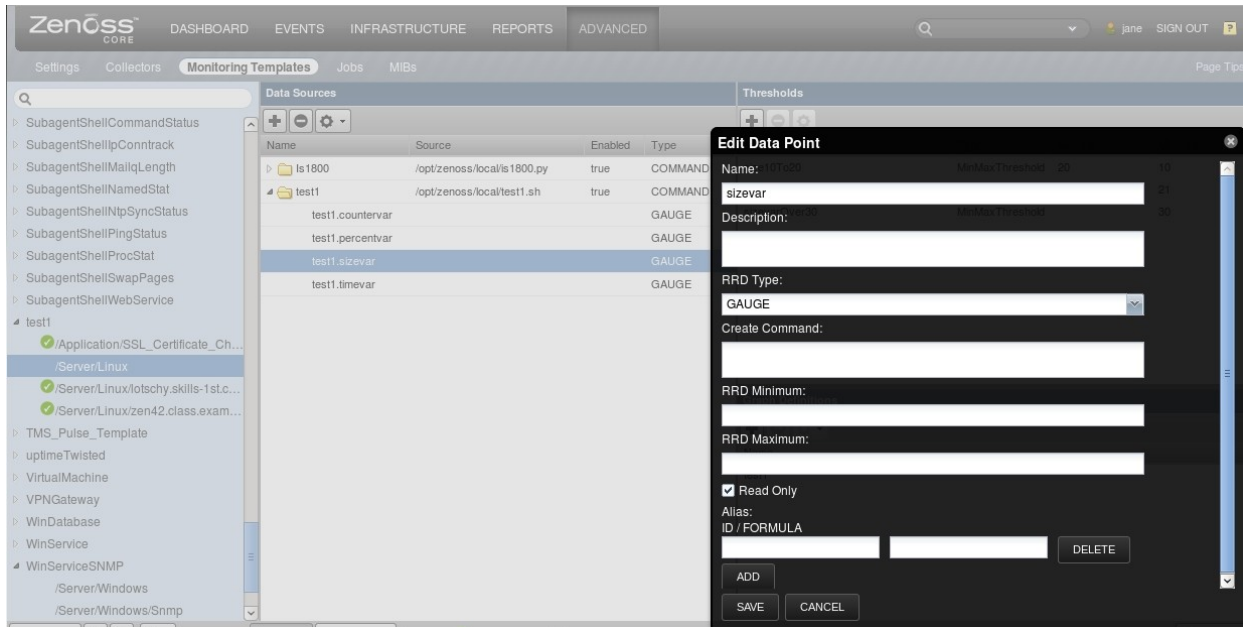 Zenoss CORE
DASHBOARD EVENTS INFRASTRUCTURE REPORTS ADVANCED
jane SIGN OUT ?
Settings Collectors Monitoring Templates Jobs MIBs
Page Tips
SubagentShellCommandStatus
SubagentShellIpConntrack
SubagentShellMailqLength
SubagentShellNamedStat
SubagentShellNtpSyncStatus
SubagentShellPingStatus
SubagentShellProcStat
SubagentShellSwapPages
SubagentShellWebService
test1
/Application/SSL_Certificate_Ch...
/Server/Linux
/Server/Linux/lotschy.skills-1st.c...
/Server/Linux/zen42.class.exam...
TMS_Pulse_Template
uptimeTwisted
VirtualMachine
VPNGateway
WinDatabase
WinService
WinServiceSNMP
/Server/Windows
/Server/Windows/Snmp
Data Sources
Name Source Enabled Type
ls1800 /opt/zenoss/local/is1800.py true COMMAND
test1 /opt/zenoss/local/test1.sh true COMMAND
test1.countervar GAUGE
test1.percentvar GAUGE
test1.sizevar GAUGE
test1.timevar GAUGE
Thresholds
MinMaxThreshold 20 10
21
MinMaxThreshold 30
Edit Data Point
Name:
sizevar
Description:
RRD Type:
GAUGE
Create Command:
RRD Minimum:
RRD Maximum:
Read Only
Alias:
ID / FORMULA
DELETE
ADD
SAVE CANCEL